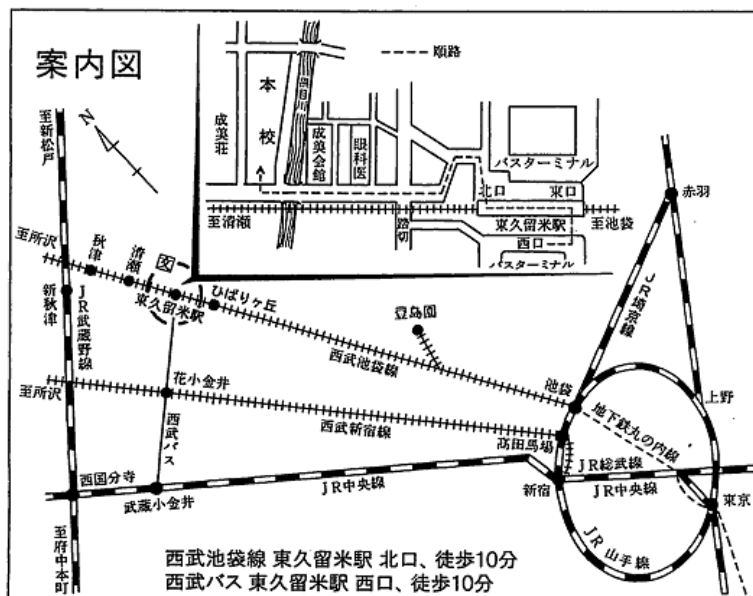 案内図
順路
本校
成美荘
黒目川
成美会館
眼科医
バスターミナル
北口
東口
至清瀬
踏切
東久留米駅
至池袋
西口
バスターミナル
N
至新松戸
至所沢
秋津
清瀬
図
東久留米駅
ひばりヶ丘
新秋津
JR武蔵野線
豊島園
西武池袋線
赤羽
JR埼京線
至所沢
花小金井
西武新宿線
西武バス
池袋
上野
地下鉄丸の内線
高田馬場
JR総武線
西国分寺
武蔵小金井
JR中央線
新宿
JR中央線
東京
至府中本町
JR山手線
西武池袋線 東久留米駅 北口、徒歩10分
西武バス 東久留米駅 西口、徒歩10分